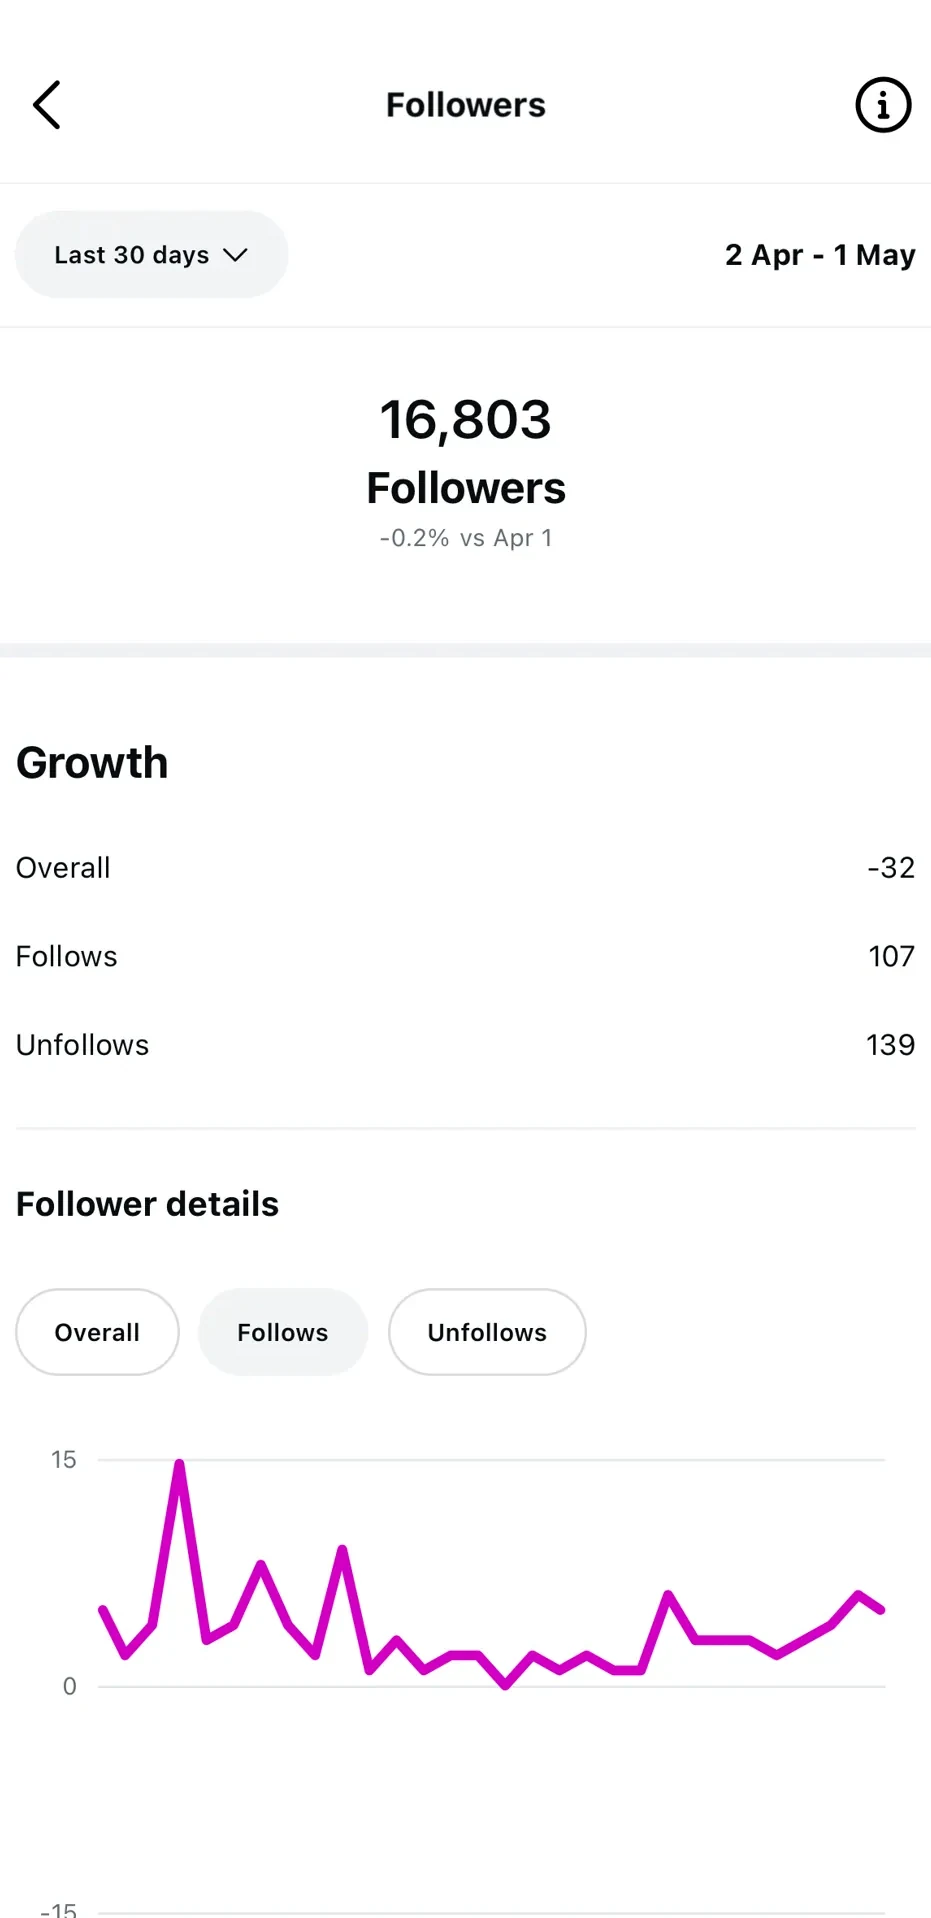 Followers
Last 30 days
2 Apr - 1 May
16,803
Followers
-0.2% vs Apr 1
Growth
Overall -32
Follows 107
Unfollows 139
Follower details
Overall Follows Unfollows
15
0
-15